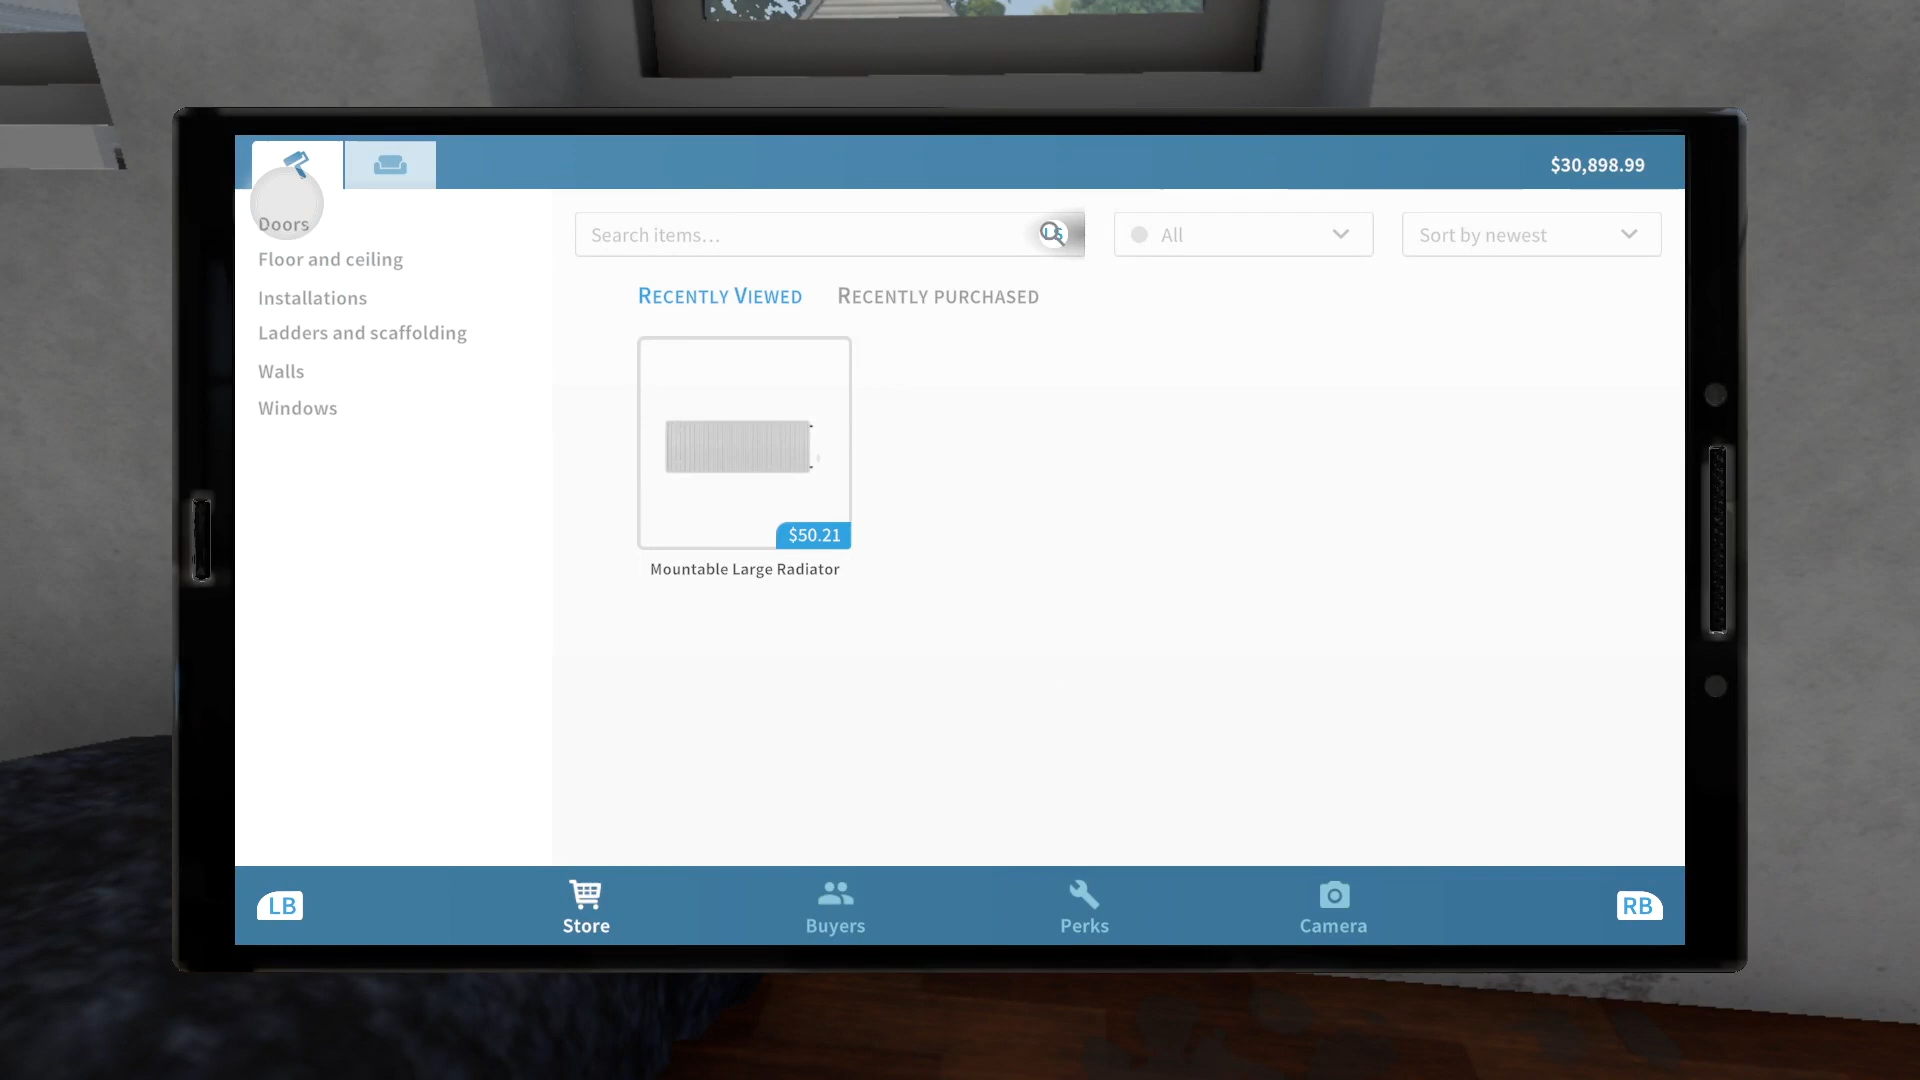 $30,898.99
Doors
Floor and ceiling
Installations
Ladders and scaffolding
Walls
Windows
Search items...
LS
All
Sort by newest
RECENTLY VIEWED
RECENTLY PURCHASED
$50.21
Mountable Large Radiator
LB
Store
Buyers
Perks
Camera
RB